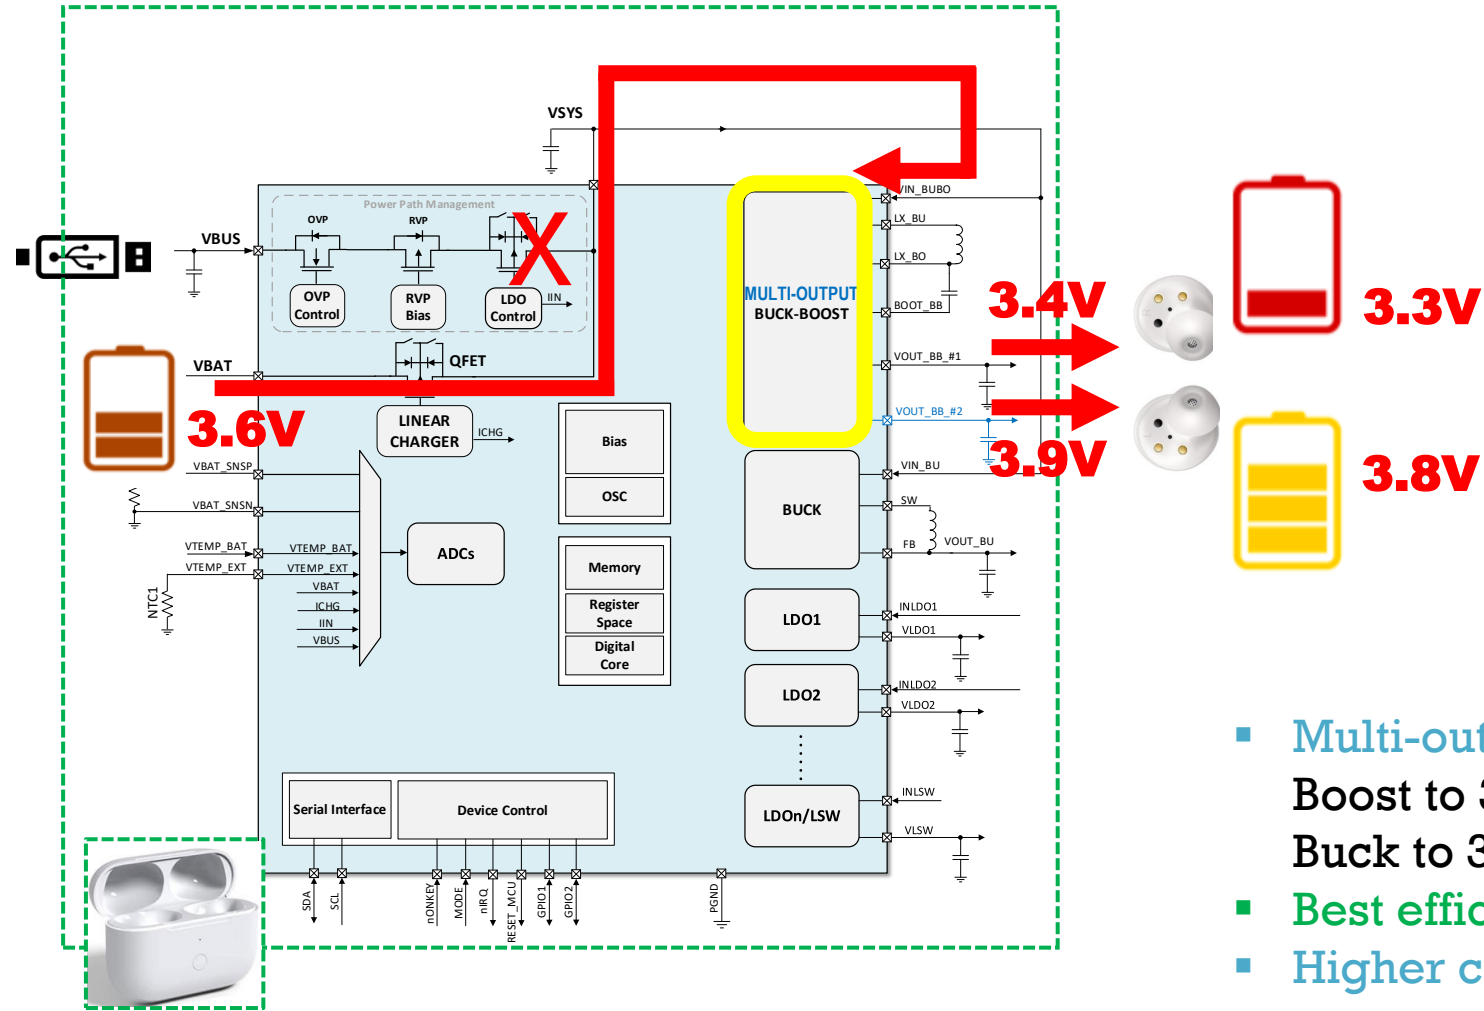 VSYS
Power Path Management
OVP
RVP
VBUS
OVP
Control
RVP
Bias
LDO
Control
IIN
X
VBAT
QFET
3.6V
LINEAR
CHARGER
ICHG
VBAT_SNSP
VBAT_SNSN
VTEMP_BAT
VTEMP_EXT
NTC1
VTEMP_BAT
VTEMP_EXT
VBAT
ICHG
IIN
VBUS
ADCs
Bias
OSC
Memory
Register
Space
Digital
Core
MULTI-OUTPUT
BUCK-BOOST
BUCK
LDO1
LDO2
LDOn/LSW
VIN_BUBO
LX_BU
LX_BO
BOOT_BB
VOUT_BB_#1
VOUT_BB_#2
VIN_BU
SW
FB
VOUT_BU
INLDO1
VLDO1
INLDO2
VLDO2
INLSW
VLSW
3.4V
3.9V
3.3V
3.8V
Serial Interface
Device Control
SDA
SCL
nONKEY
MODE
nIRQ
RESET_MCU
GPIO1
GPIO2
PGND
▪ Multi-out
Boost to 3
Buck to 3
▪ Best effic
▪ Higher c